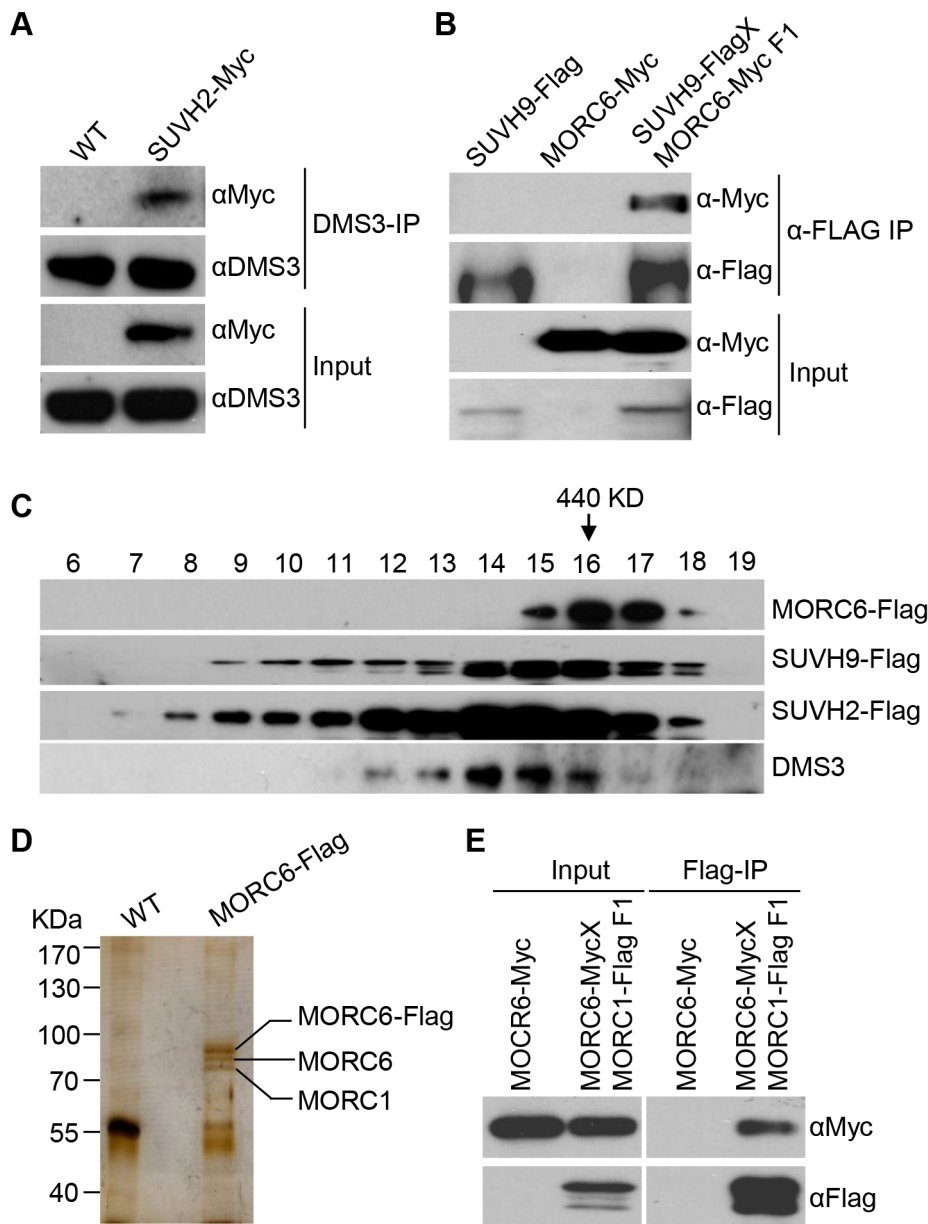 A
WT
SUVH2-Myc
αMyc
αDMS3
DMS3-IP
αMyc
αDMS3
Input
B
SUVH9-Flag
MORC6-Myc
SUVH9-FlagX
MORC6-Myc F1
α-Myc
α-Flag
α-FLAG IP
α-Myc
α-Flag
Input
C
440 KD
6 7 8 9 10 11 12 13 14 15 16 17 18 19
MORC6-Flag
SUVH9-Flag
SUVH2-Flag
DMS3
D
KDa
WT
MORC6-Flag
170
130
100
70
55
40
MORC6-Flag
MORC6
MORC1
E
Input
Flag-IP
MOCR6-Myc
MORC6-MycX
MORC1-Flag F1
MORC6-Myc
MORC6-MycX
MORC1-Flag F1
αMyc
αFlag